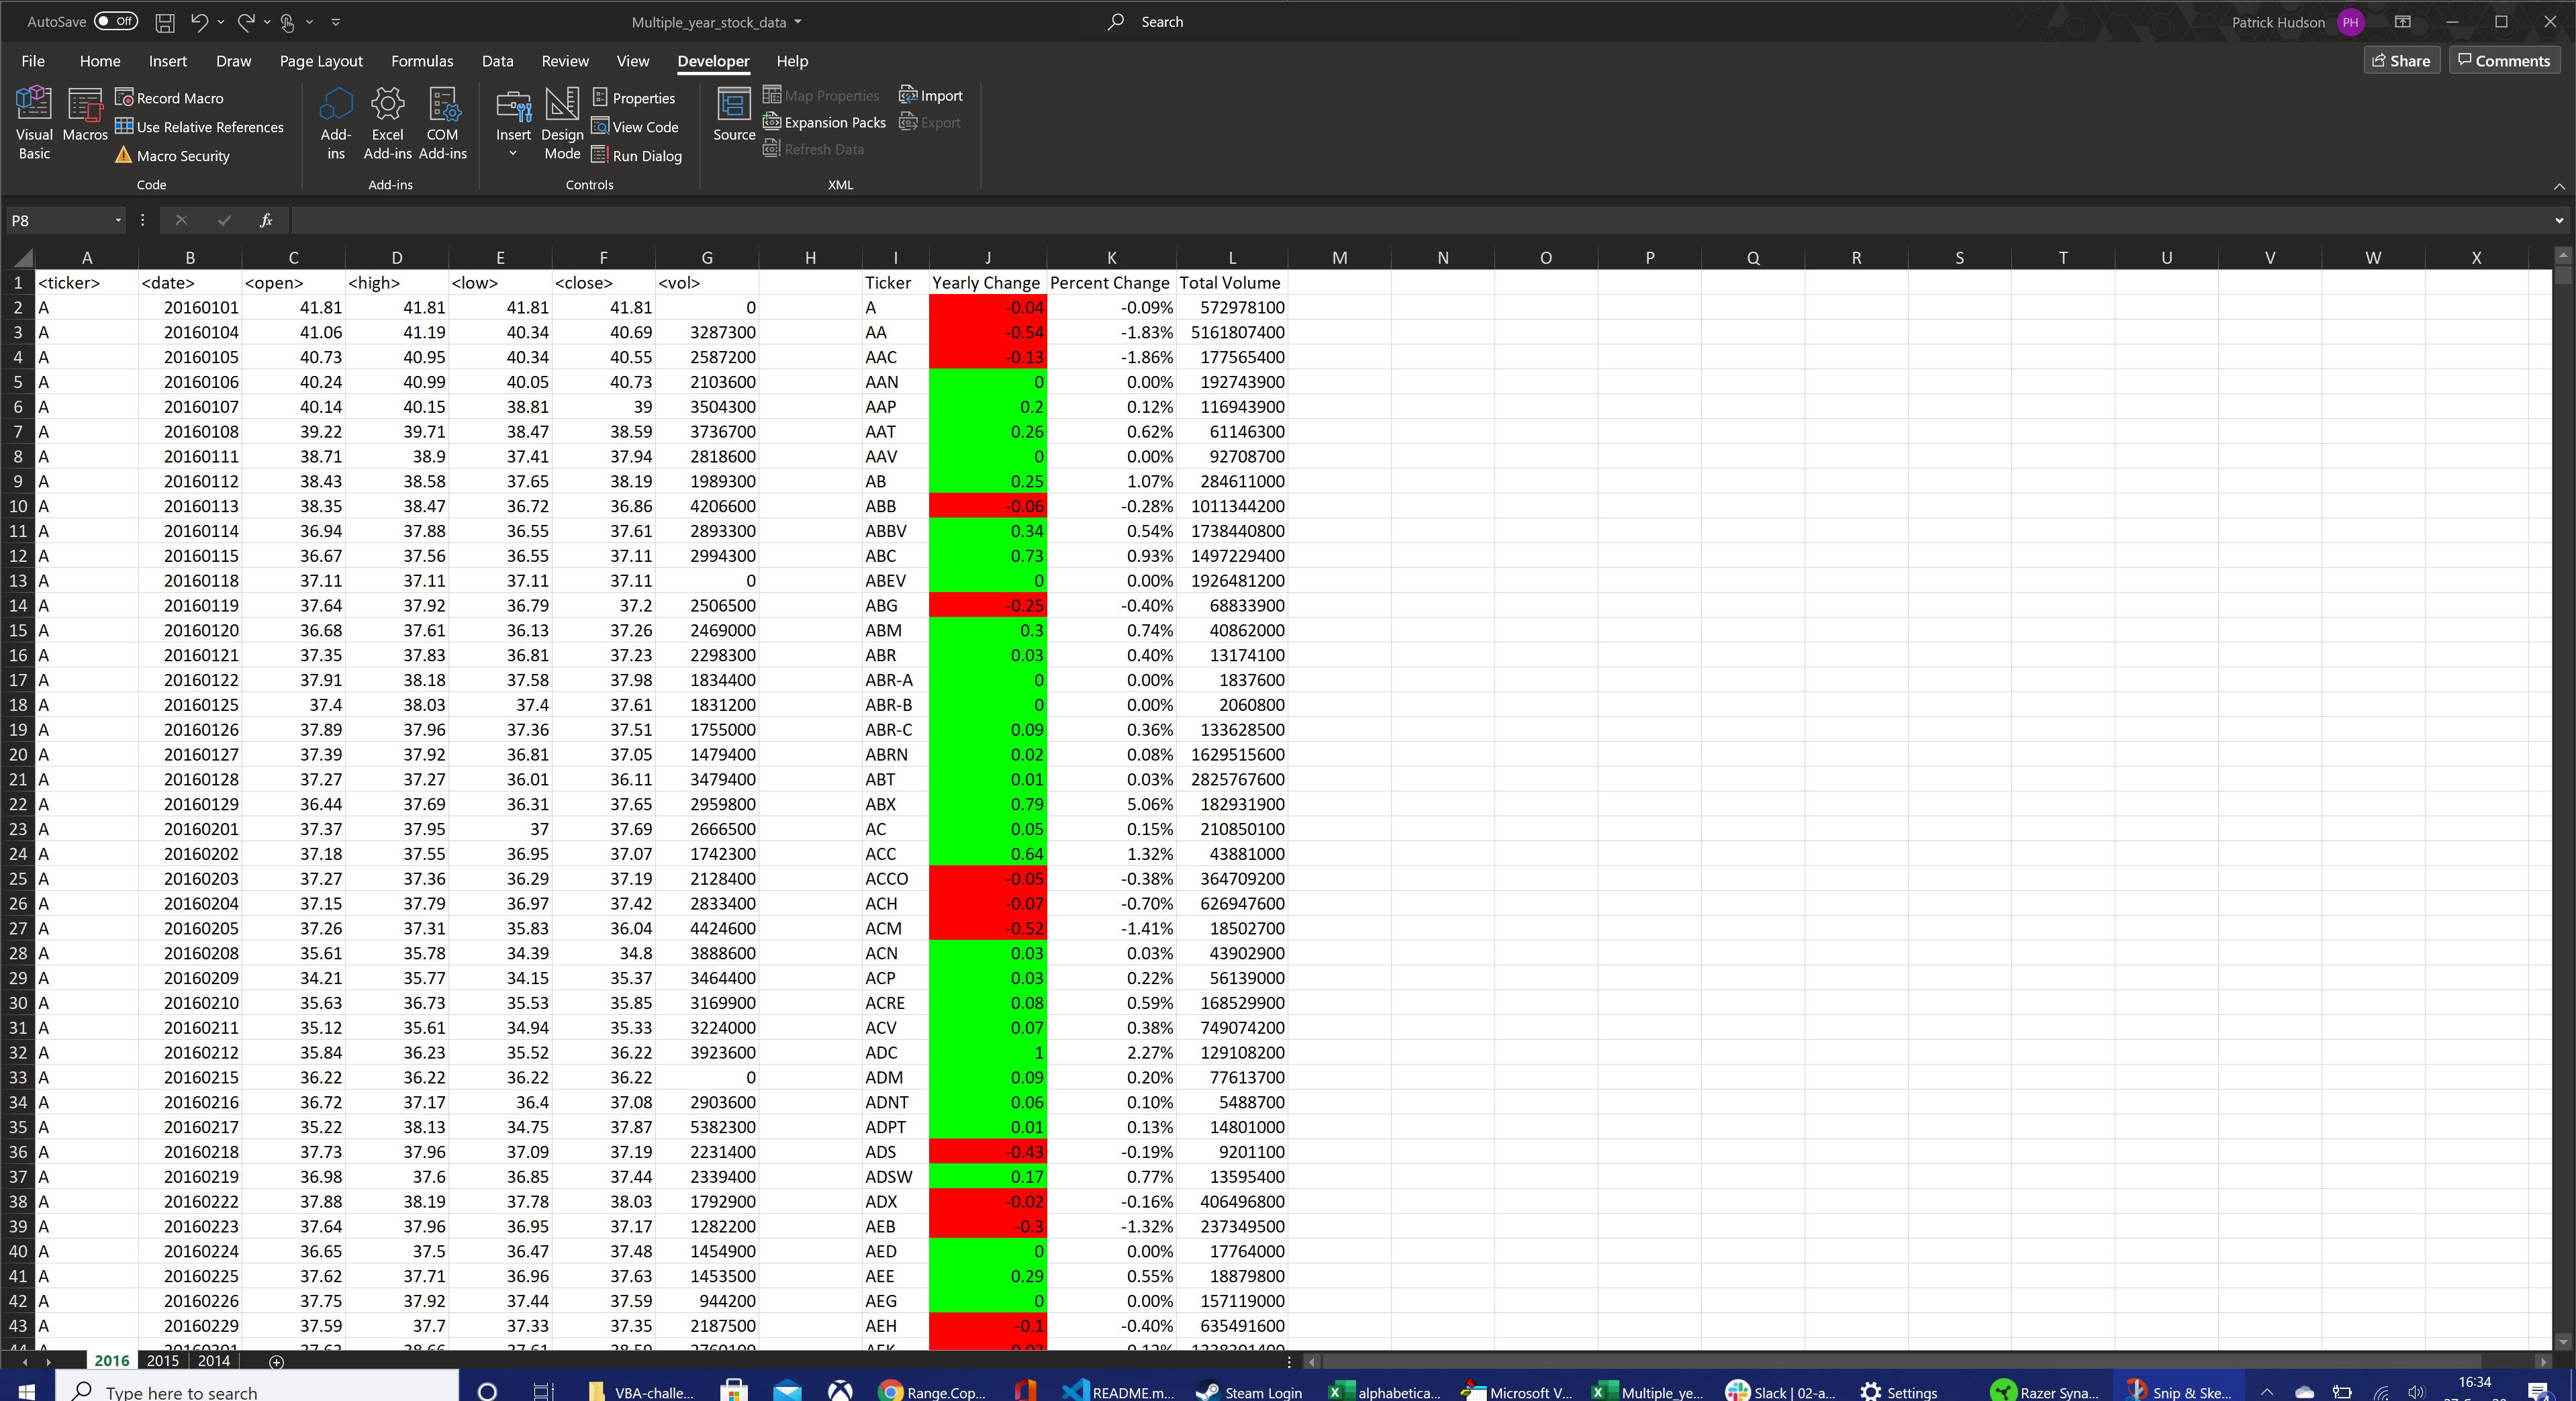 AutoSave Off Multiple_year_stock_data Search Patrick Hudson PH
File Home Insert Draw Page Layout Formulas Data Review View Developer Help Share Comments
Visual Basic Macros Record Macro Use Relative References Macro Security Add-ins Excel Add-ins COM Add-ins Insert Design Mode Properties View Code Run Dialog Source Map Properties Expansion Packs Refresh Data Import Export
Code Add-ins Controls XML
P8 fx
A B C D E F G H I J K L M N O P Q R S T U V W X
1 <ticker> <date> <open> <high> <low> <close> <vol> Ticker Yearly Change Percent Change Total Volume
2 A 20160101 41.81 41.81 41.81 41.81 0 A -0.04 -0.09% 572978100
3 A 20160104 41.06 41.19 40.34 40.69 3287300 AA -0.54 -1.83% 5161807400
4 A 20160105 40.73 40.95 40.34 40.55 2587200 AAC -0.13 -1.86% 177565400
5 A 20160106 40.24 40.99 40.05 40.73 2103600 AAN 0 0.00% 192743900
6 A 20160107 40.14 40.15 38.81 39 3504300 AAP 0.2 0.12% 116943900
7 A 20160108 39.22 39.71 38.47 38.59 3736700 AAT 0.26 0.62% 61146300
8 A 20160111 38.71 38.9 37.41 37.94 2818600 AAV 0 0.00% 92708700
9 A 20160112 38.43 38.58 37.65 38.19 1989300 AB 0.25 1.07% 284611000
10 A 20160113 38.35 38.47 36.72 36.86 4206600 ABB -0.06 -0.28% 1011344200
11 A 20160114 36.94 37.88 36.55 37.61 2893300 ABBV 0.34 0.54% 1738440800
12 A 20160115 36.67 37.56 36.55 37.11 2994300 ABC 0.73 0.93% 1497229400
13 A 20160118 37.11 37.11 37.11 37.11 0 ABEV 0 0.00% 1926481200
14 A 20160119 37.64 37.92 36.79 37.2 2506500 ABG -0.25 -0.40% 68833900
15 A 20160120 36.68 37.61 36.13 37.26 2469000 ABM 0.3 0.74% 40862000
16 A 20160121 37.35 37.83 36.81 37.23 2298300 ABR 0.03 0.40% 13174100
17 A 20160122 37.91 38.18 37.58 37.98 1834400 ABR-A 0 0.00% 1837600
18 A 20160125 37.4 38.03 37.4 37.61 1831200 ABR-B 0 0.00% 2060800
19 A 20160126 37.89 37.96 37.36 37.51 1755000 ABR-C 0.09 0.36% 133628500
20 A 20160127 37.39 37.92 36.81 37.05 1479400 ABRN 0.02 0.08% 1629515600
21 A 20160128 37.27 37.27 36.01 36.11 3479400 ABT 0.01 0.03% 2825767600
22 A 20160129 36.44 37.69 36.31 37.65 2959800 ABX 0.79 5.06% 182931900
23 A 20160201 37.37 37.95 37 37.69 2666500 AC 0.05 0.15% 210850100
24 A 20160202 37.18 37.55 36.95 37.07 1742300 ACC 0.64 1.32% 43881000
25 A 20160203 37.27 37.36 36.29 37.19 2128400 ACCO -0.05 -0.38% 364709200
26 A 20160204 37.15 37.79 36.97 37.42 2833400 ACH -0.07 -0.70% 626947600
27 A 20160205 37.26 37.31 35.83 36.04 4424600 ACM -0.52 -1.41% 18502700
28 A 20160208 35.61 35.78 34.39 34.8 3888600 ACN 0.03 0.03% 43902900
29 A 20160209 34.21 35.77 34.15 35.37 3464400 ACP 0.03 0.22% 56139000
30 A 20160210 35.63 36.73 35.53 35.85 3169900 ACRE 0.08 0.59% 168529900
31 A 20160211 35.12 35.61 34.94 35.33 3224000 ACV 0.07 0.38% 749074200
32 A 20160212 35.84 36.23 35.52 36.22 3923600 ADC 1 2.27% 129108200
33 A 20160215 36.22 36.22 36.22 36.22 0 ADM 0.09 0.20% 77613700
34 A 20160216 36.72 37.17 36.4 37.08 2903600 ADNT 0.06 0.10% 5488700
35 A 20160217 35.22 38.13 34.75 37.87 5382300 ADPT 0.01 0.13% 14801000
36 A 20160218 37.73 37.96 37.09 37.19 2231400 ADS -0.43 -0.19% 9201100
37 A 20160219 36.98 37.6 36.85 37.44 2339400 ADSW 0.17 0.77% 13595400
38 A 20160222 37.88 38.19 37.78 38.03 1792900 ADX -0.02 -0.16% 406496800
39 A 20160223 37.64 37.96 36.95 37.17 1282200 AEB -0.3 -1.32% 237349500
40 A 20160224 36.65 37.5 36.47 37.48 1454900 AED 0 0.00% 17764000
41 A 20160225 37.62 37.71 36.96 37.63 1453500 AEE 0.29 0.55% 18879800
42 A 20160226 37.75 37.92 37.44 37.59 944200 AEG 0 0.00% 157119000
43 A 20160229 37.59 37.7 37.33 37.35 2187500 AEH -0.1 -0.40% 635491600
2016 2015 2014
Type here to search VBA-challe... Range.Cop... README.m... Steam Login alphabetica... Microsoft V... Multiple_ye... Slack | 02-a... Settings Razer Syna... Snip & Ske... 16:34